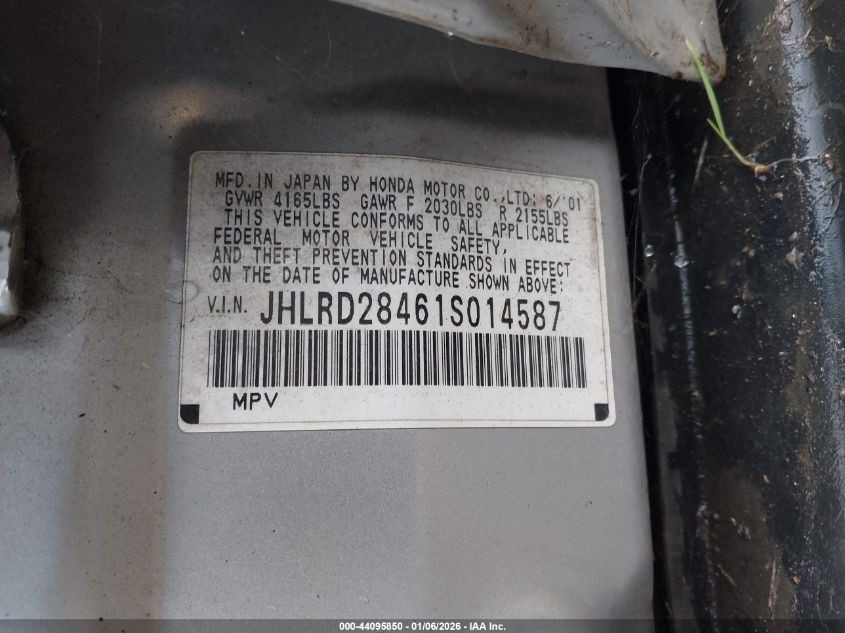 MFD. IN JAPAN BY HONDA MOTOR CO., LTD. 6/'01
GVWR 4165LBS GAWR F 2030LBS R 2155LBS
THIS VEHICLE CONFORMS TO ALL APPLICABLE
FEDERAL MOTOR VEHICLE SAFETY,
AND THEFT PREVENTION STANDARDS IN EFFECT
ON THE DATE OF MANUFACTURE SHOWN ABOVE:
V.I.N. JHLRD28461S014587
MPV
000-44095850 - 01/06/2026 - IAA Inc.